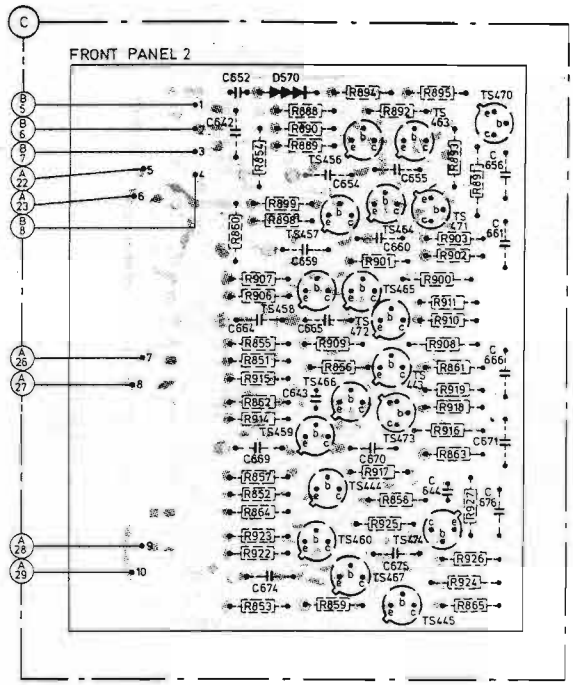 C
FRONT PANEL 2
C652 D570 R894 R895 TS470
B 5 1 R888 R892 TS 463
B 6 2 C642 R890
B 7 3 R854 R889 TS456 R893 R891 C 656
A 22 5 4 C654 C655
A 23 6 R899 TS 471
B 8 R860 R898 TS457 TS464 R903 C 661
C659 C660 R902
R901
R907 TS465 R900
R906 TS458 R911
C664 C665 TS 472 R910
R855 R909 R908
A 26 7 R851 R856 R861 C 666
A 27 8 R915 TS466 TS 443 R919
R862 C643 R918
R914 TS459 TS473 R916 C671
C669 C670 R863
R857 R917
R852 TS444 R856 C 644 R927 C 676
R864 R925
A 28 9 R923 TS460 TS474
R922 C675 R926
A 29 10 C674 TS467 R924
R853 R859 R865
TS445
e b c